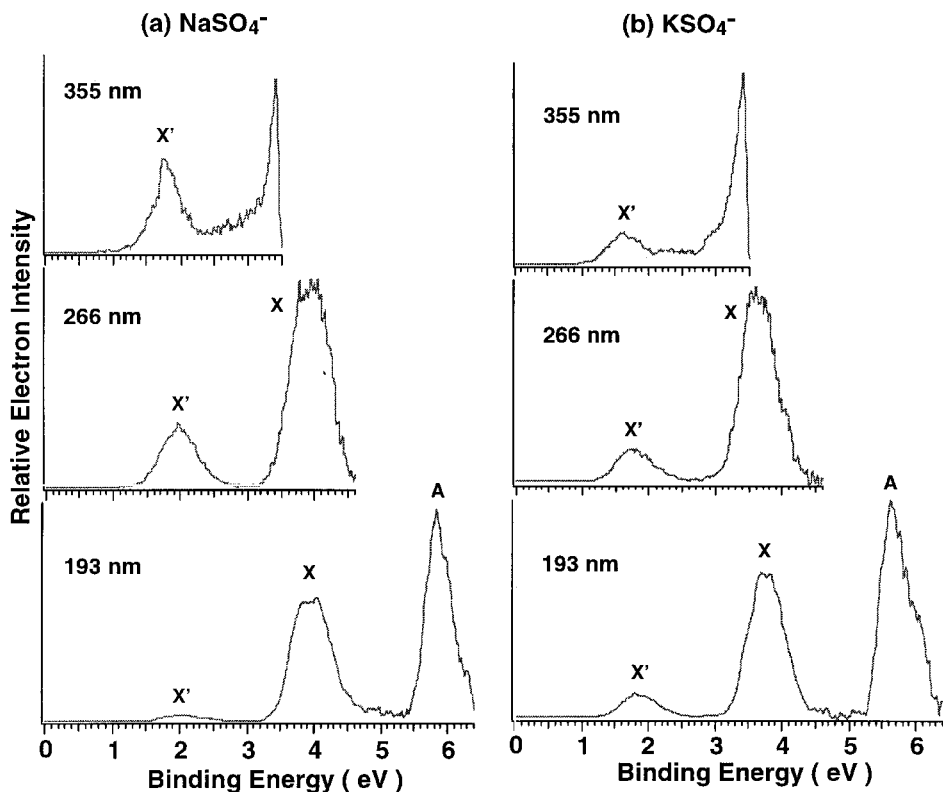 (a) NaSO₄⁻
(b) KSO₄⁻
Relative Electron Intensity
355 nm
X'
266 nm
X
X'
193 nm
X'
X
A
0 1 2 3 4 5 6
Binding Energy ( eV )
355 nm
X'
266 nm
X
X'
193 nm
X'
X
A
0 1 2 3 4 5 6
Binding Energy ( eV )